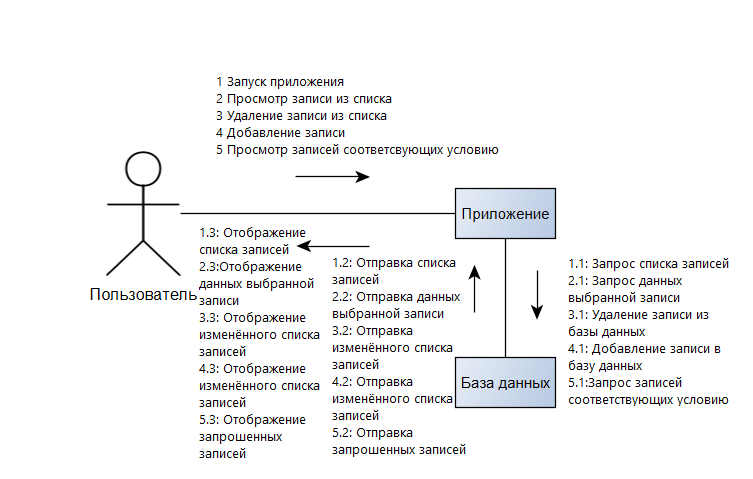 1 Запуск приложения
2 Просмотр записи из списка
3 Удаление записи из списка
4 Добавление записи
5 Просмотр записей соответсвующих условию
Приложение
Пользователь
1.3: Отображение
списка записей
2.3:Отображение
данных выбранной
записи
3.3: Отображение
изменённого списка
записей
4.3: Отображение
изменённого списка
записей
5.3: Отображение
запрошенных
записей
1.2: Отправка списка
записей
2.2: Отправка данных
выбранной записи
3.2: Отправка
изменённого списка
записей
4.2: Отправка
изменённого списка
записей
5.2: Отправка
запрошенных записей
1.1: Запрос списка записей
2.1: Запрос данных
выбранной записи
3.1: Удаление записи из
базы данных
4.1: Добавление записи в
базу данных
5.1:Запрос записей
соответствующих условию
База данных